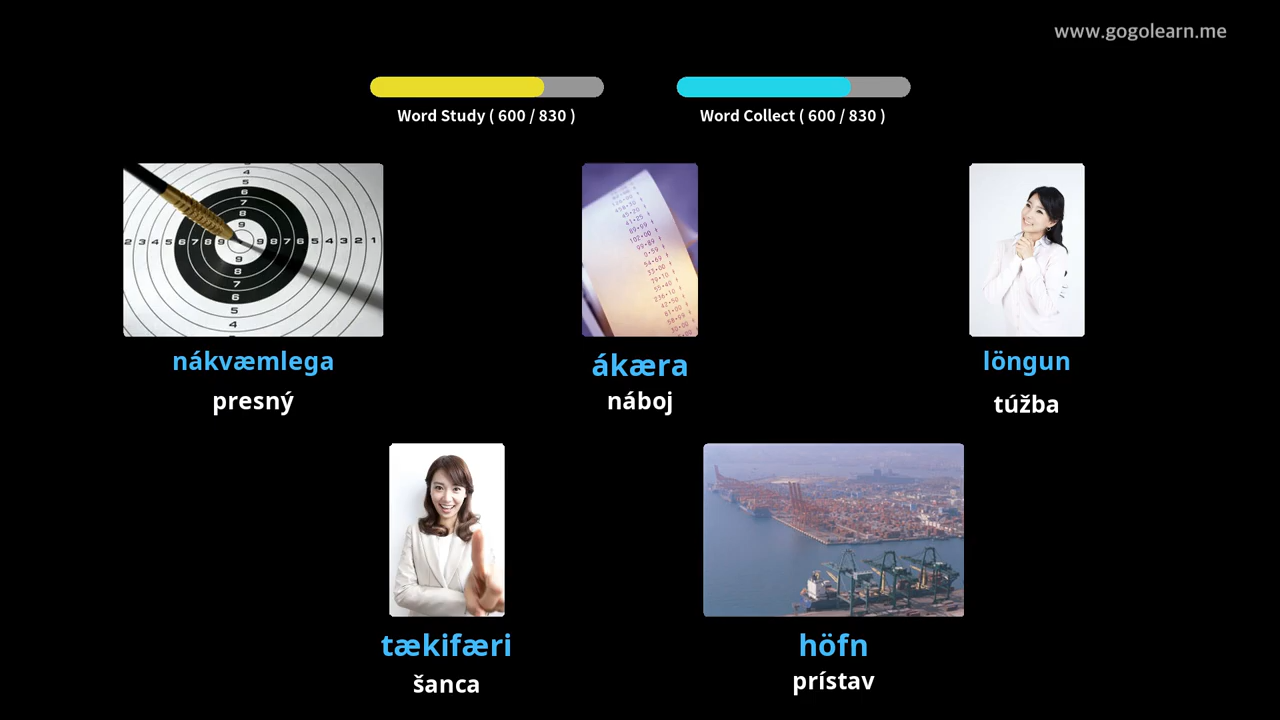 www.gogolearn.me
Word Study ( 600 / 830 )
Word Collect ( 600 / 830 )
nákvæmlega
presný
ákæra
náboj
löngun
túžba
tækifæri
šanca
höfn
prístav